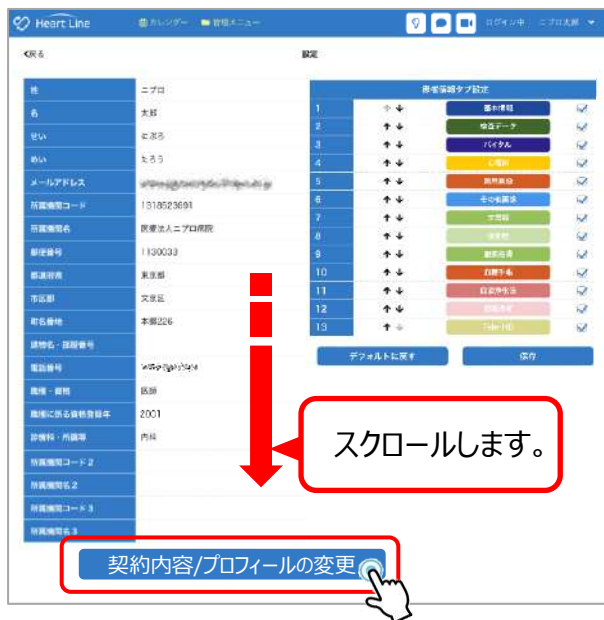 Heart Line
カレンダー
管理メニュー
ログイン中
ニプロ太郎
<戻る
設定
姓 ニプロ
名 太郎
せい にぷろ
めい たろう
メールアドレス
所属機関コード 1318523691
所属機関名 医療法人ニプロ病院
郵便番号 1130033
都道府県 東京都
市区郡 文京区
町名番地 本郷226
建物名・部屋番号
電話番号
職種・資格 医師
職種に係る資格登録年 2001
診療科・所属等 内科
所属機関コード2
所属機関名2
所属機関コード3
所属機関名3
患者情報タブ設定
1 基本情報
2 検査データ
3 バイタル
4 心電図
5
6
7
8
9
10
11
12
13 Tele-HD
デフォルトに戻す 保存
スクロールします。
契約内容/プロフィールの変更